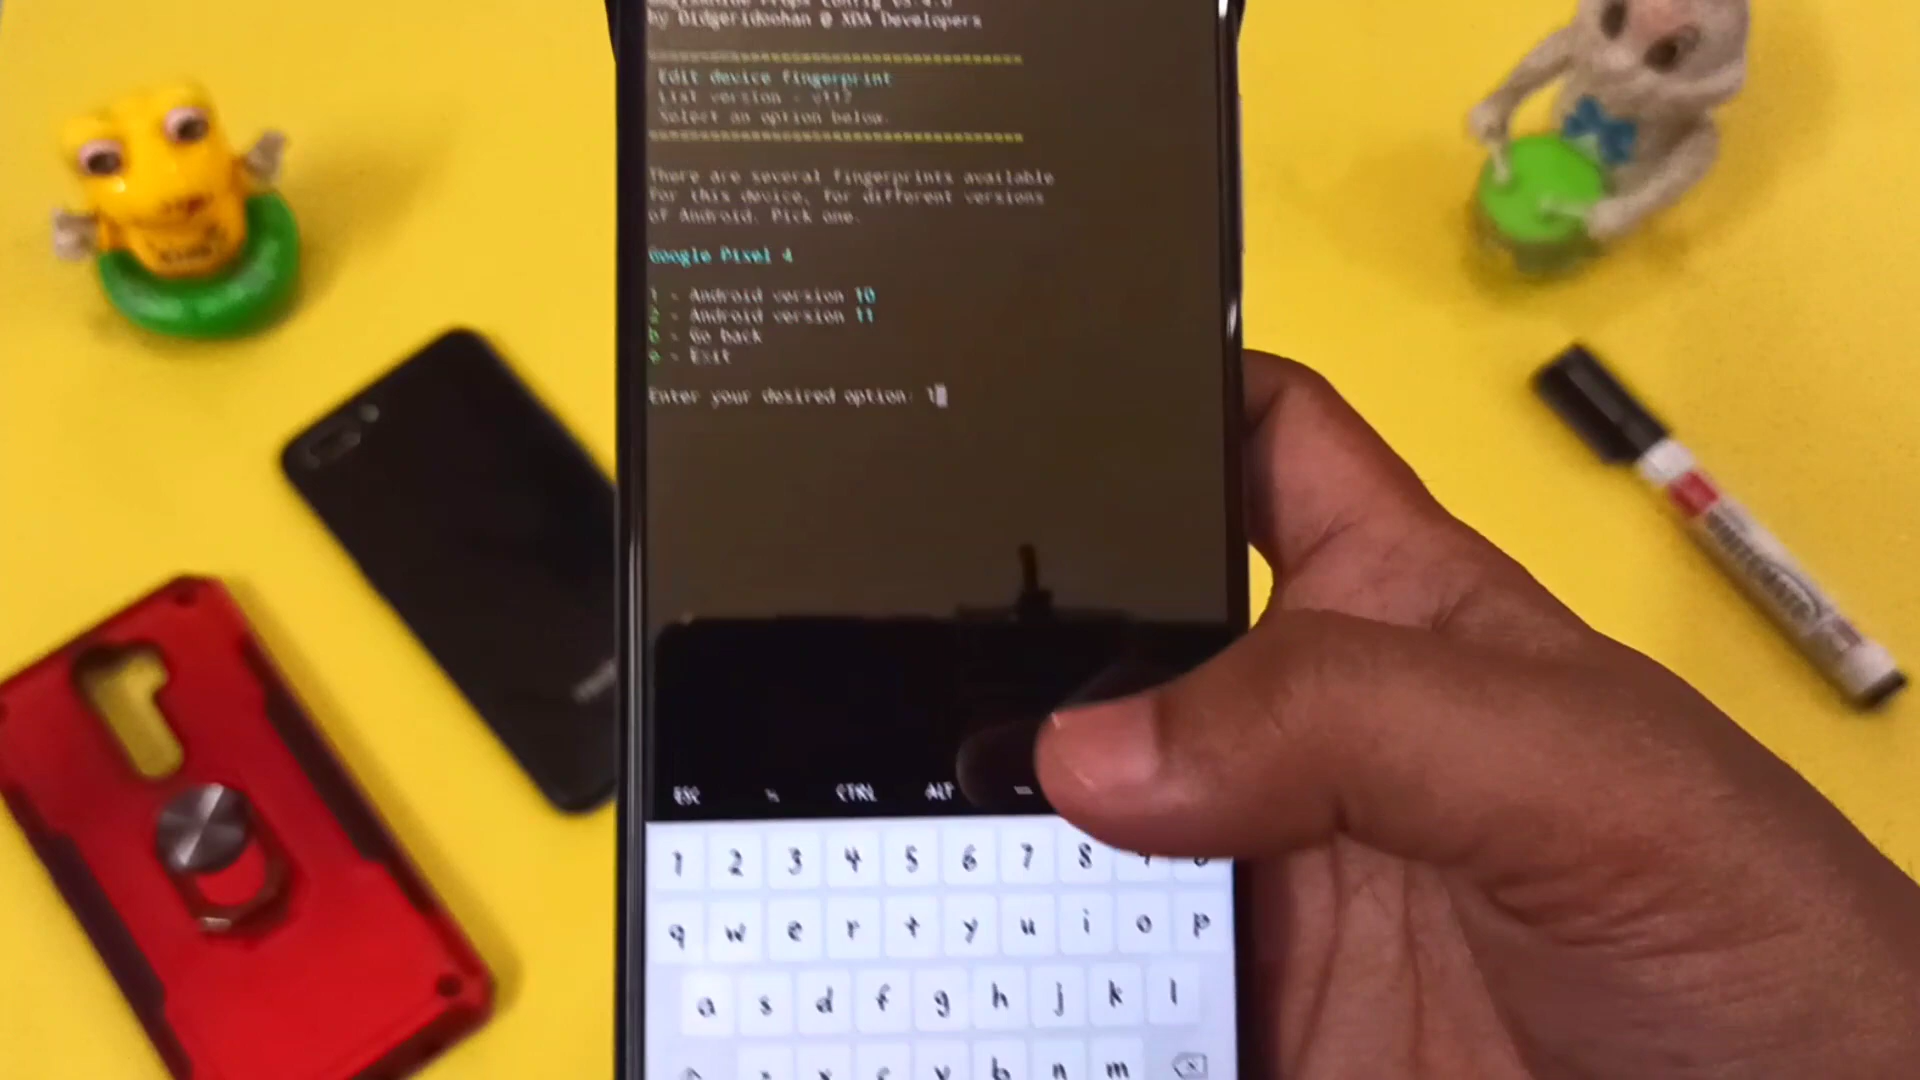 by Didgeridoohan @ XDA Developers
=====================================
Edit device fingerprint
List version - v112
Select an option below.
=====================================
There are several fingerprints available
for this device, for different versions
of Android. Pick one.
Google Pixel 4
1 - Android version 10
2 - Android version 11
b - Go back
e - Exit
Enter your desired option: 1
ESC CTRL ALT –
1 2 3 4 5 6 7 8
q w e r t y u i o p
a s d f g h j k l
z x c v b n m